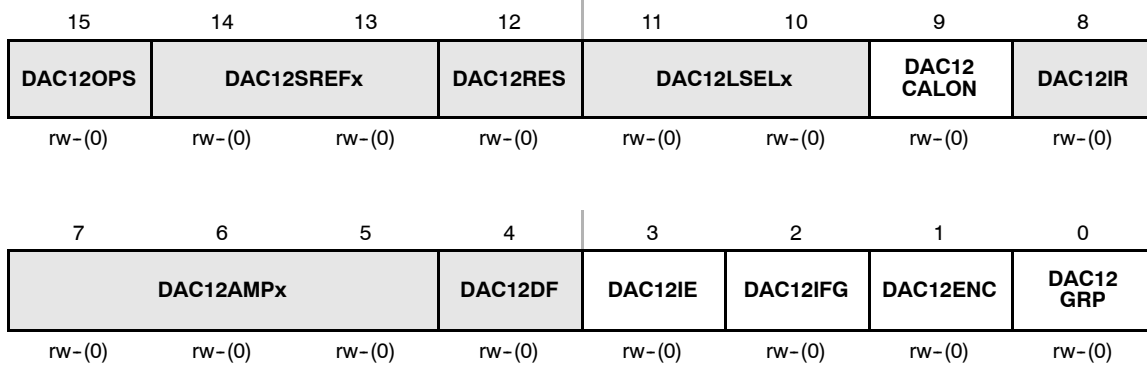 15 14 13 12 11 10 9 8
DAC12OPS DAC12SREFx DAC12RES DAC12LSELx DAC12 CALON DAC12IR
rw-(0) rw-(0) rw-(0) rw-(0) rw-(0) rw-(0) rw-(0) rw-(0)
7 6 5 4 3 2 1 0
DAC12AMPx DAC12DF DAC12IE DAC12IFG DAC12ENC DAC12 GRP
rw-(0) rw-(0) rw-(0) rw-(0) rw-(0) rw-(0) rw-(0) rw-(0)